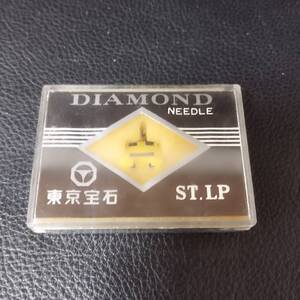 DIAMOND
NEEDLE
東京宝石
ST.LP